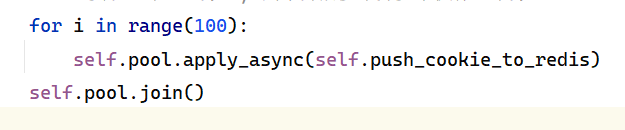 for i in range(100):
    self.pool.apply_async(self.push_cookie_to_redis)
self.pool.join()